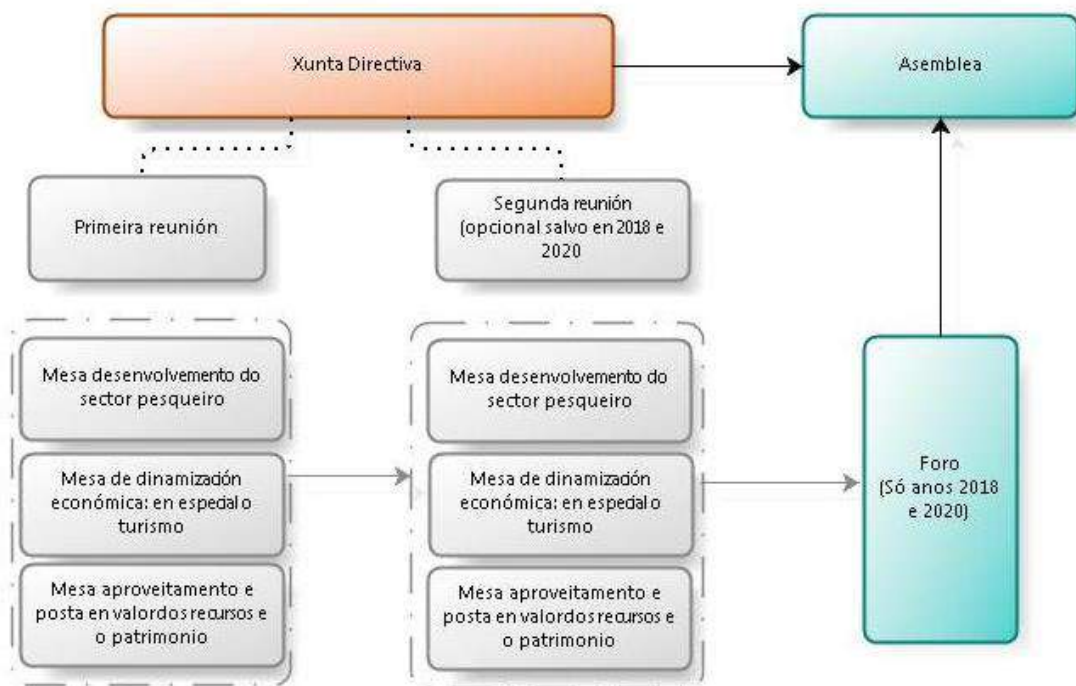 Xunta Directiva
Asemblea
Primeira reunión
Segunda reunión
(opcional salvo en 2018 e
2020
Mesa desenvolvemento do
sector pesqueiro
Mesa de dinamización
económica: en especial o
turismo
Mesa aproveitamento e
posta en valordos recursos e
o patrimonio
Mesa desenvolvemento do
sector pesqueiro
Mesa de dinamización
económica: en especial o
turismo
Mesa aproveitamento e
posta en valordos recursos e
o patrimonio
Foro
(Só anos 2018
e 2020)